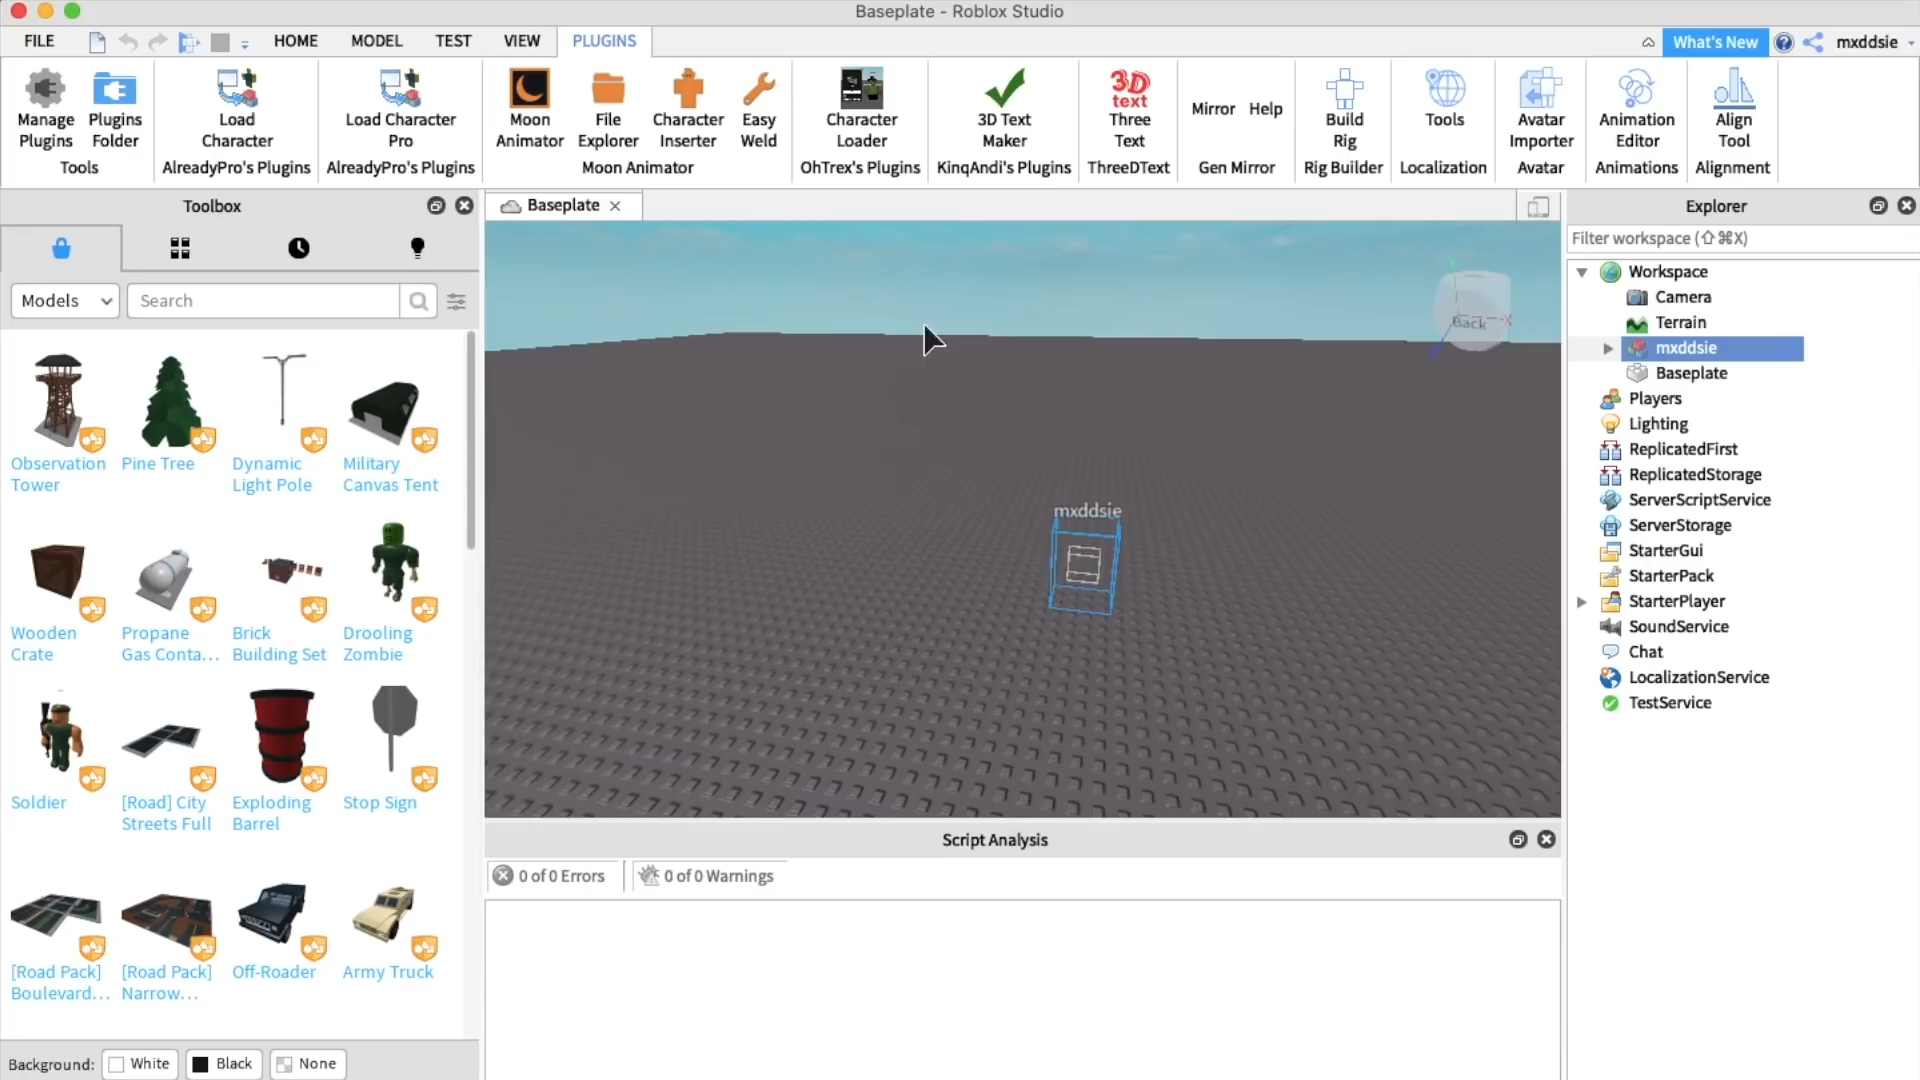 Baseplate - Roblox Studio
FILE HOME MODEL TEST VIEW PLUGINS What's New mxddsie
Manage Plugins
Plugins Folder
Tools
Load Character
AlreadyPro's Plugins
Load Character Pro
AlreadyPro's Plugins
Moon Animator
File Explorer
Character Inserter
Easy Weld
Moon Animator
Character Loader
OhTrex's Plugins
3D Text Maker
KinqAndi's Plugins
3D text
Three Text
ThreeDText
Mirror Help
Gen Mirror
Build Rig
Rig Builder
Tools
Localization
Avatar Importer
Avatar
Animation Editor
Animations
Align Tool
Alignment
Toolbox
Models
Search
Observation Tower
Pine Tree
Dynamic Light Pole
Military Canvas Tent
Wooden Crate
Propane Gas Conta...
Brick Building Set
Drooling Zombie
Soldier
[Road] City Streets Full
Exploding Barrel
Stop Sign
[Road Pack] Boulevard...
[Road Pack] Narrow...
Off-Roader
Army Truck
Background: White Black None
Baseplate
Back
mxddsie
Script Analysis
0 of 0 Errors
0 of 0 Warnings
Explorer
Filter workspace (⇧⌘X)
Workspace
Camera
Terrain
mxddsie
Baseplate
Players
Lighting
ReplicatedFirst
ReplicatedStorage
ServerScriptService
ServerStorage
StarterGui
StarterPack
StarterPlayer
SoundService
Chat
LocalizationService
TestService